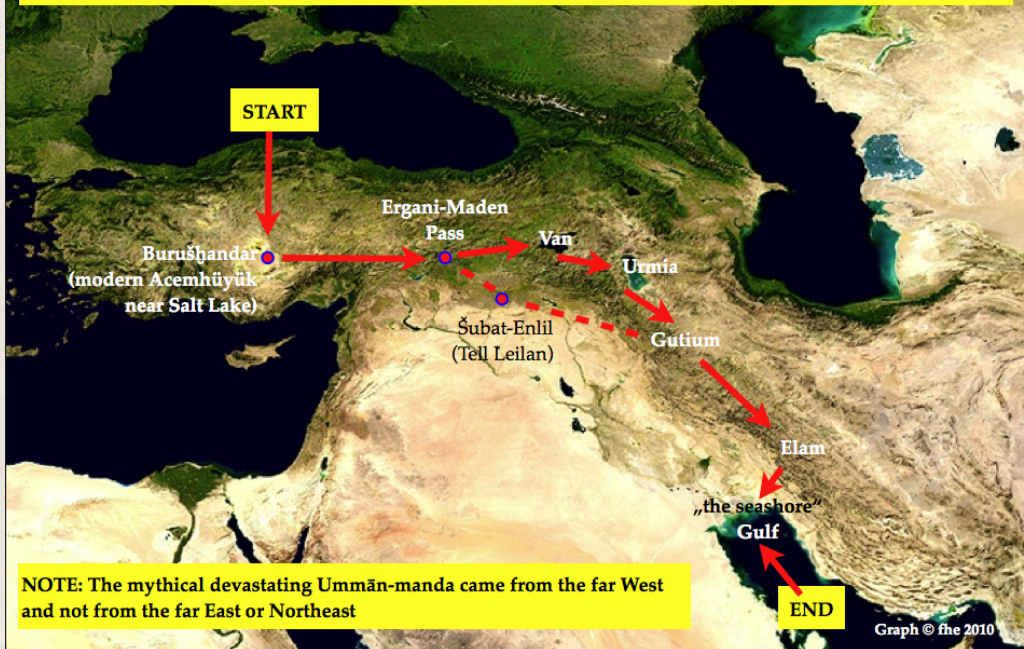 START
Ergani-Maden
Pass
Van
Burušḫandar
(modern Acemhüyük
near Salt Lake)
Urmia
Šubat-Enlil
(Tell Leilan)
Gutium
Elam
„the seashore“
Gulf
NOTE: The mythical devastating Ummān-manda came from the far West
and not from the far East or Northeast
END
Graph © fhe 2010